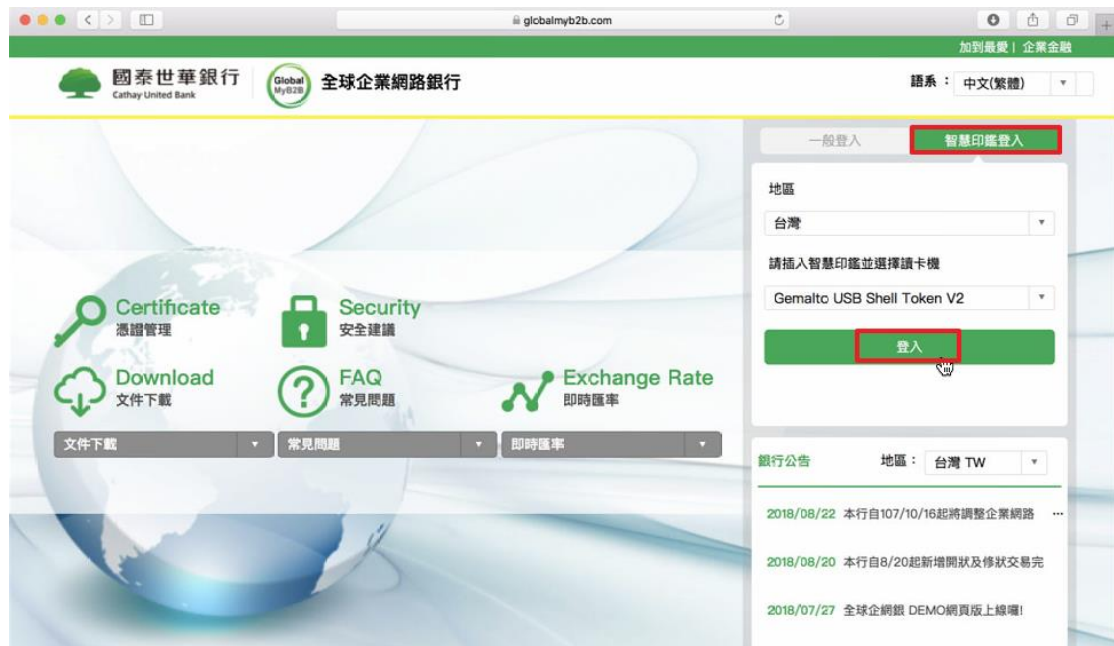 globalmyb2b.com
加到最愛 | 企業金融
國泰世華銀行
Cathay United Bank
Global
MyB2B
全球企業網路銀行
語系：
中文(繁體)
一般登入
智慧印鑑登入
地區
台灣
請插入智慧印鑑並選擇讀卡機
Gemalto USB Shell Token V2
登入
Certificate
憑證管理
Security
安全建議
Download
文件下載
FAQ
常見問題
Exchange Rate
即時匯率
文件下載
常見問題
即時匯率
銀行公告
地區：
台灣 TW
2018/08/22 本行自107/10/16起將調整企業網路 ...
2018/08/20 本行自8/20起新增開狀及修狀交易完
2018/07/27 全球企網銀 DEMO網頁版上線囉!